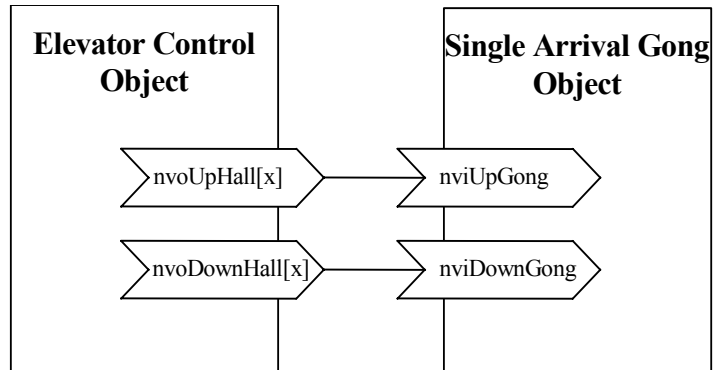 Elevator Control
Object
Single Arrival Gong
Object
nvoUpHall[x]
nviUpGong
nvoDownHall[x]
nviDownGong